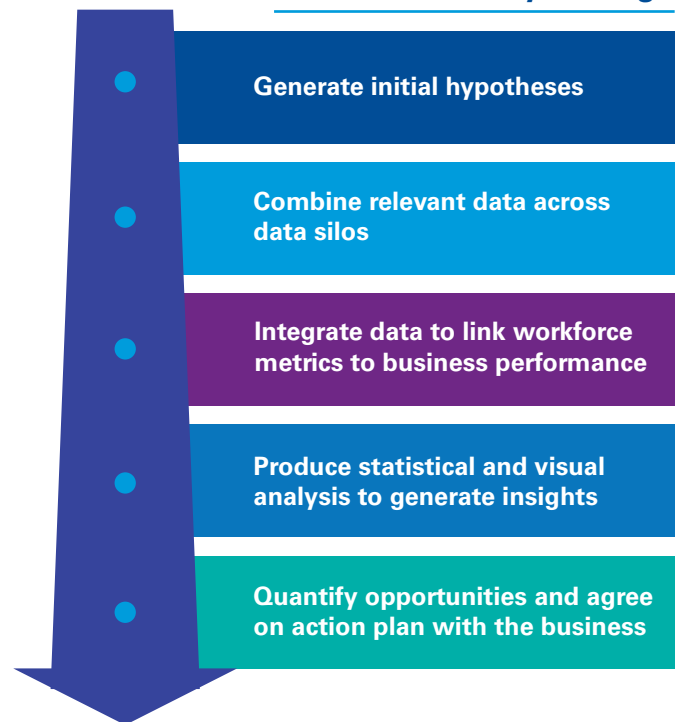 Generate initial hypotheses
Combine relevant data across
data silos
Integrate data to link workforce
metrics to business performance
Produce statistical and visual
analysis to generate insights
Quantify opportunities and agree
on action plan with the business